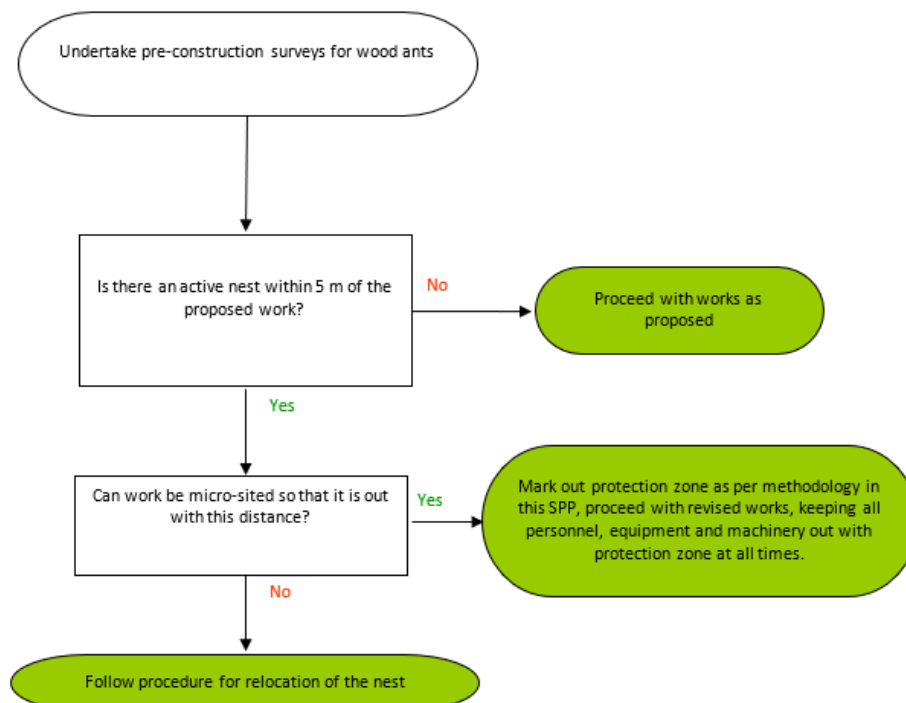 Undertake pre-construction surveys for wood ants
Is there an active nest within 5 m of the
proposed work?
No
Proceed with works as
proposed
Yes
Can work be micro-sited so that it is out
with this distance?
Yes
Mark out protection zone as per methodology in
this SPP, proceed with revised works, keeping all
personnel, equipment and machinery out with
protection zone at all times.
No
Follow procedure for relocation of the nest